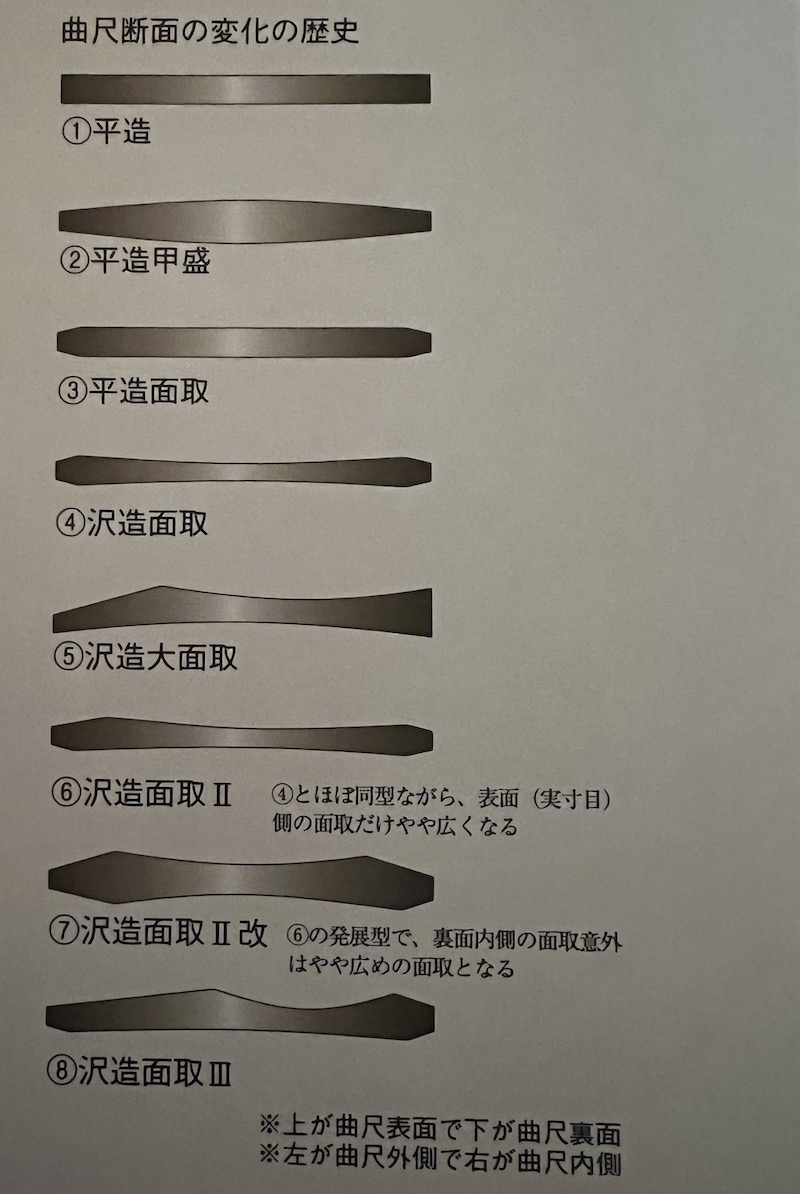 曲尺断面の変化の歴史
①平造
②平造甲盛
③平造面取
④沢造面取
⑤沢造大面取
⑥沢造面取Ⅱ
④とほぼ同型ながら、表面（実寸目）
側の面取だけやや広くなる
⑦沢造面取Ⅱ改
⑥の発展型で、裏面内側の面取意外
はやや広めの面取となる
⑧沢造面取Ⅲ
※上が曲尺表面で下が曲尺裏面
※左が曲尺外側で右が曲尺内側